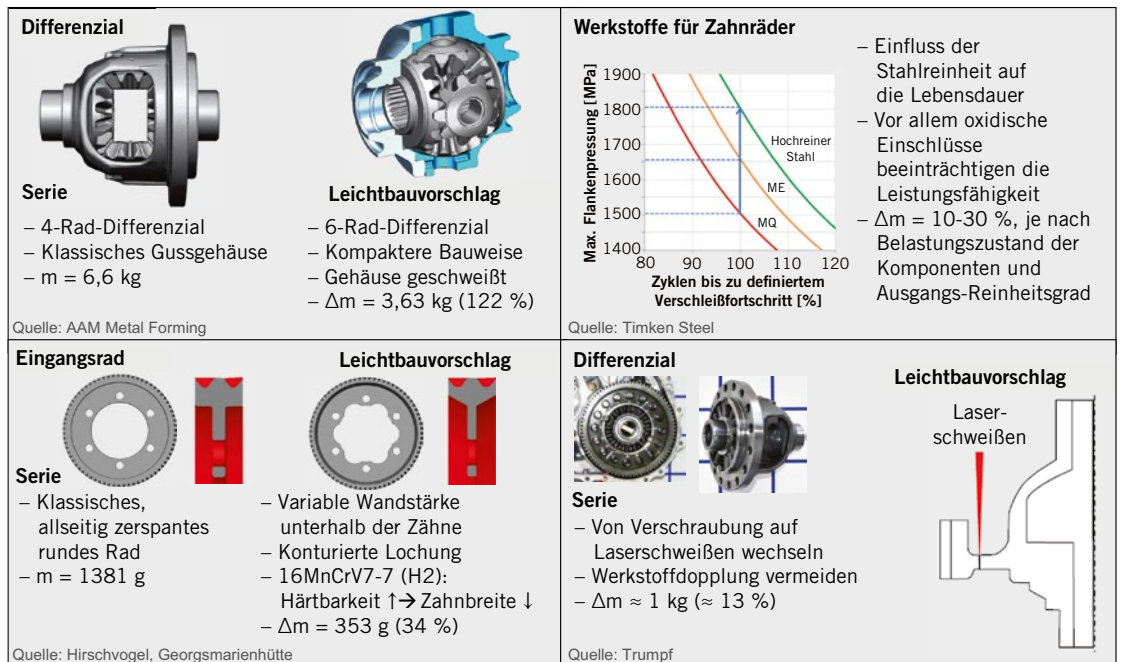 Differenzial
Serie
– 4-Rad-Differenzial
– Klassisches Gussgehäuse
– m = 6,6 kg
Leichtbauvorschlag
– 6-Rad-Differenzial
– Kompaktere Bauweise
– Gehäuse geschweißt
– Δm = 3,63 kg (122 %)
Quelle: AAM Metal Forming
Werkstoffe für Zahnräder
Max. Flankenpressung [MPa]
1900
1800
1700
1600
1500
1400
80 90 100 110 120
Zyklen bis zu definiertem
Verschleißfortschritt [%]
Hochreiner
Stahl
ME
MQ
– Einfluss der
Stahlreinheit auf
die Lebensdauer
– Vor allem oxidische
Einschlüsse
beeinträchtigen die
Leistungsfähigkeit
– Δm = 10-30 %, je nach
Belastungszustand der
Komponenten und
Ausgangs-Reinheitsgrad
Quelle: Timken Steel
Eingangsrad
Serie
– Klassisches,
allseitig zerspantes
rundes Rad
– m = 1381 g
Leichtbauvorschlag
– Variable Wandstärke
unterhalb der Zähne
– Konturierte Lochung
– 16MnCrV7-7 (H2):
Härtbarkeit ↑→ Zahnbreite ↓
– Δm = 353 g (34 %)
Quelle: Hirschvogel, Georgsmarienhütte
Differenzial
Serie
– Von Verschraubung auf
Laserschweißen wechseln
– Werkstoffdopplung vermeiden
– Δm ≈ 1 kg (≈ 13 %)
Leichtbauvorschlag
Laser-
schweißen
Quelle: Trumpf